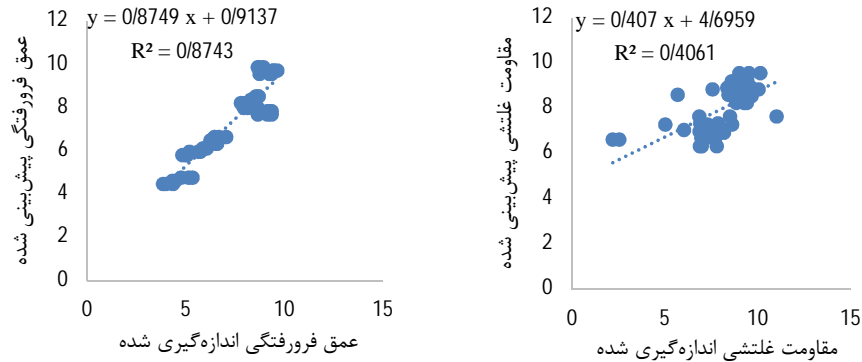 y = 0/8749 x + 0/9137
R² = 0/8743
12
10
8
6
4
2
0
0 5 10 15
عمق فرورفتگی پیش‌بینی شده
عمق فرورفتگی اندازه‌گیری شده
y = 0/407 x + 4/6959
R² = 0/4061
12
10
8
6
4
2
0
0 5 10 15
مقاومت غلتشی پیش‌بینی شده
مقاومت غلتشی اندازه‌گیری شده